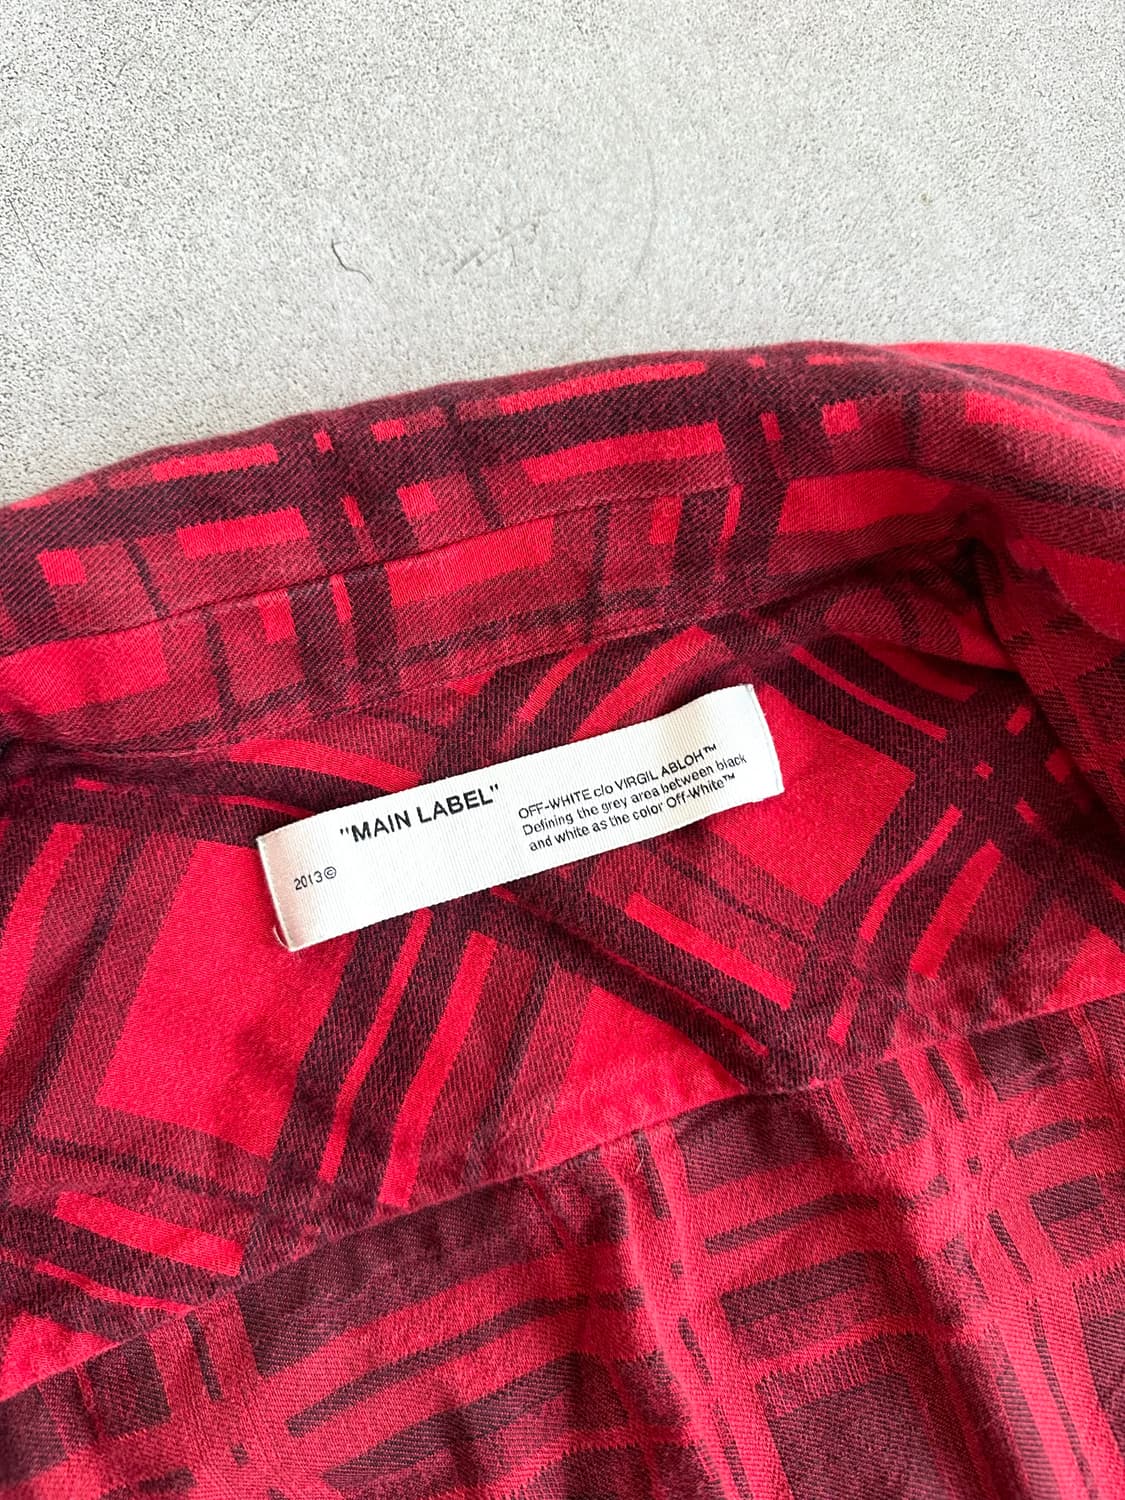 2013©
"MAIN LABEL"
OFF-WHITE c/o VIRGIL ABLOH™
Defining the grey area between black
and white as the color Off-White™